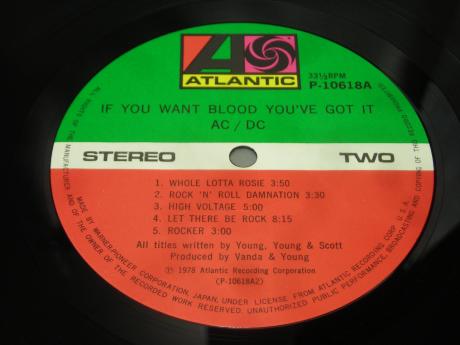 ATLANTIC
33⅓RPM
P-10618A
IF YOU WANT BLOOD YOU'VE GOT IT
AC / DC
STEREO
TWO
1. WHOLE LOTTA ROSIE 3:50
2. ROCK 'N' ROLL DAMNATION 3:30
3. HIGH VOLTAGE 5:00
4. LET THERE BE ROCK 8:15
5. ROCKER 3:00
All titles written by Young, Young & Scott
Produced by Vanda & Young
℗ 1978 Atlantic Recording Corporation
(P-10618A2)
ALL RIGHTS OF THE MANUFACTURER AND OF THE OWNER OF THE RECORDED WORK RESERVED. UNAUTHORIZED PUBLIC PERFORMANCE, BROADCASTING AND COPYING OF THIS RECORD PROHIBITED.
MADE BY WARNER-PIONEER CORPORATION, JAPAN, UNDER LICENSE FROM ATLANTIC RECORDING CORP. U.S.A.